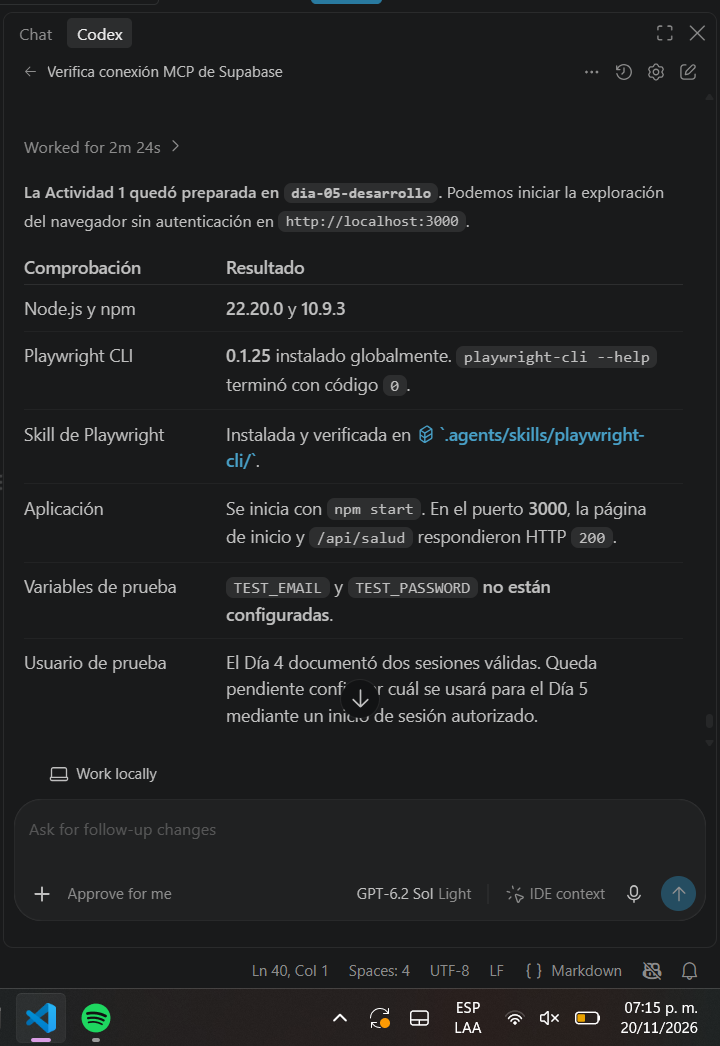 Chat Codex
Verifica conexión MCP de Supabase
Worked for 2m 24s
La Actividad 1 quedó preparada en dia-05-desarrollo. Podemos iniciar la exploración
del navegador sin autenticación en http://localhost:3000.
Comprobación Resultado
Node.js y npm 22.20.0 y 10.9.3
Playwright CLI 0.1.25 instalado globalmente. playwright-cli --help
terminó con código 0.
Skill de Playwright Instalada y verificada en `.agents/skills/playwright-
cli/`.
Aplicación Se inicia con npm start. En el puerto 3000, la página
de inicio y /api/salud respondieron HTTP 200.
Variables de prueba TEST_EMAIL y TEST_PASSWORD no están
configuradas.
Usuario de prueba El Día 4 documentó dos sesiones válidas. Queda
pendiente cuál se usará para el Día 5
mediante un inicio de sesión autorizado.
Work locally
Ask for follow-up changes
Approve for me GPT-6.2 Sol Light IDE context
Ln 40, Col 1 Spaces: 4 UTF-8 LF { } Markdown
ESP 07:15 p. m.
LAA 20/11/2026